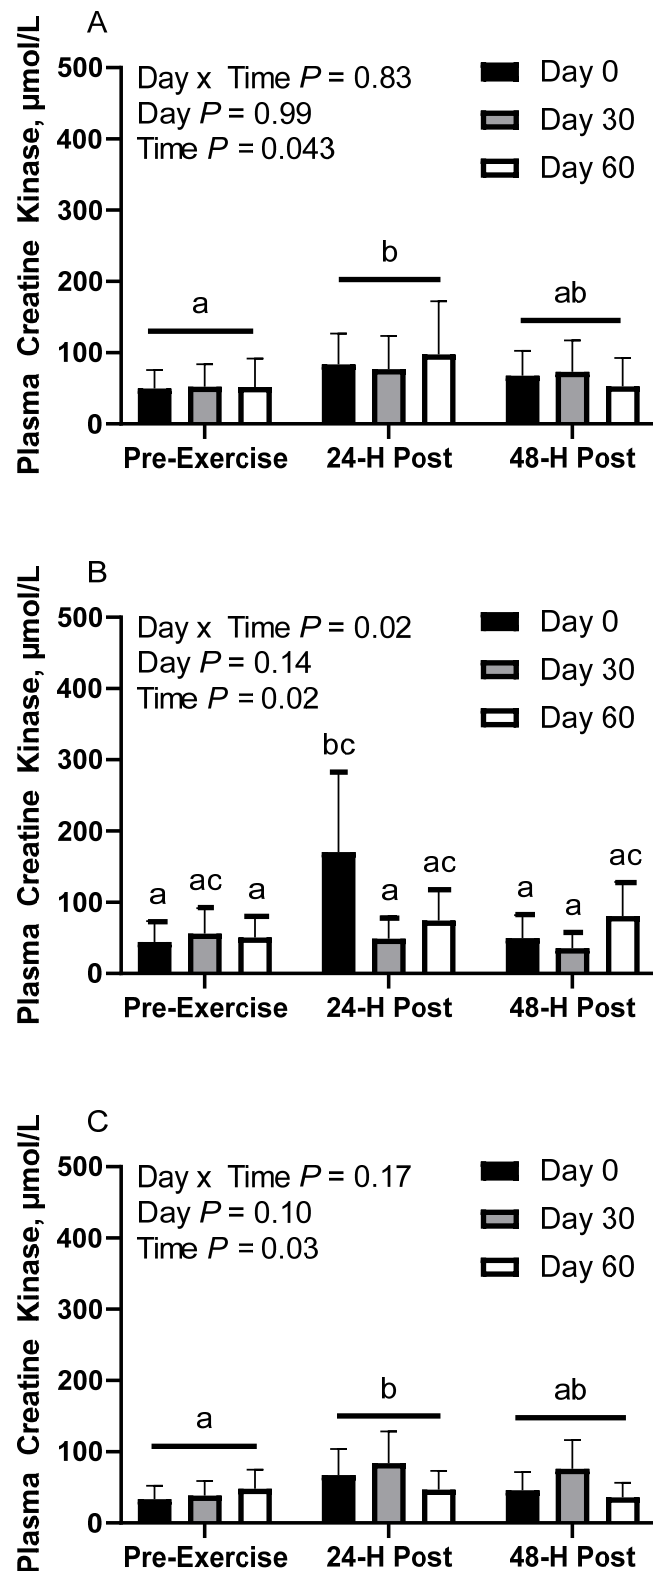 A
Plasma Creatine Kinase, µmol/L
500
400
300
200
100
0
Day x Time P = 0.83
Day P = 0.99
Time P = 0.043
Day 0
Day 30
Day 60
a
b
ab
Pre-Exercise
24-H Post
48-H Post
B
Plasma Creatine Kinase, µmol/L
500
400
300
200
100
0
Day x Time P = 0.02
Day P = 0.14
Time P = 0.02
Day 0
Day 30
Day 60
a
ac
a
bc
a
ac
a
a
ac
Pre-Exercise
24-H Post
48-H Post
C
Plasma Creatine Kinase, µmol/L
500
400
300
200
100
0
Day x Time P = 0.17
Day P = 0.10
Time P = 0.03
Day 0
Day 30
Day 60
a
b
ab
Pre-Exercise
24-H Post
48-H Post